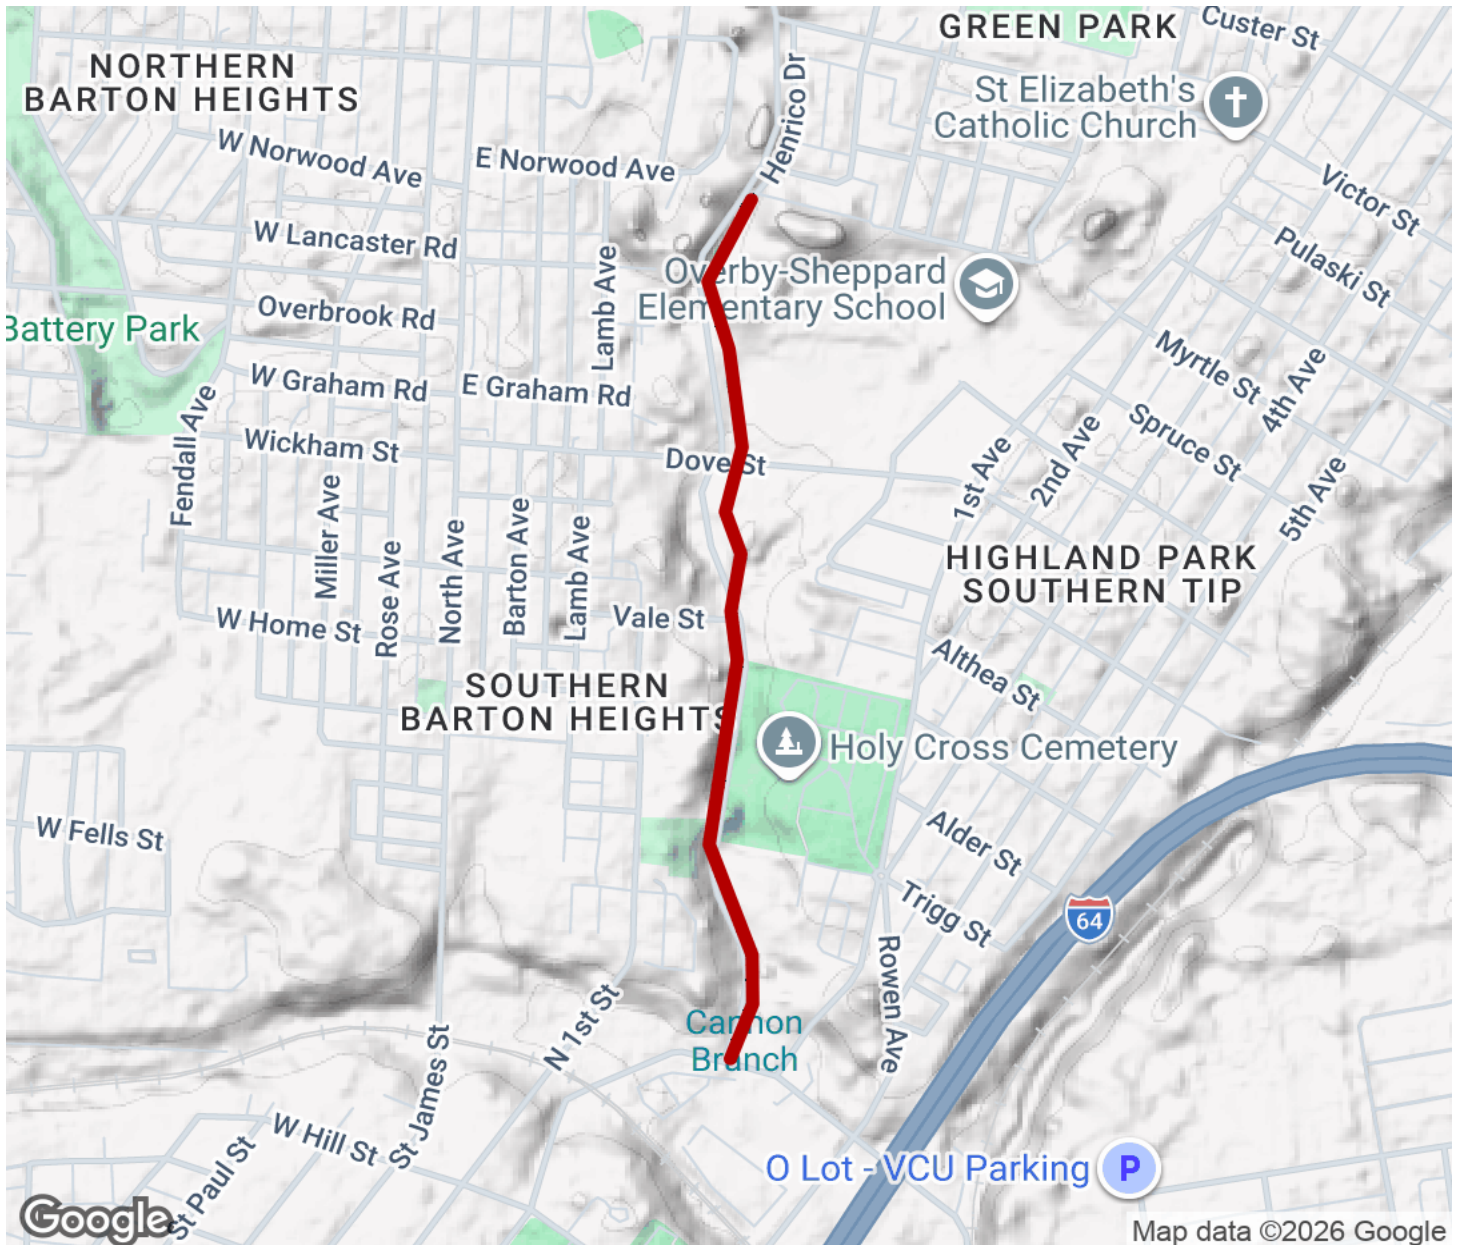 GREEN PARK
Custer St
NORTHERN
BARTON HEIGHTS
Henrico Dr
St Elizabeth's
Catholic Church
W Norwood Ave
E Norwood Ave
Victor St
W Lancaster Rd
Lamb Ave
Overby-Sheppard
Elementary School
Pulaski St
Overbrook Rd
Battery Park
Myrtle St
4th Ave
W Graham Rd
E Graham Rd
Fendall Ave
Wickham St
Dove St
1st Ave
2nd Ave
Spruce St
5th Ave
Miller Ave
Rose Ave
North Ave
Barton Ave
Lamb Ave
HIGHLAND PARK
SOUTHERN TIP
W Home St
Vale St
Althea St
SOUTHERN
BARTON HEIGHTS
Holy Cross Cemetery
W Fells St
Alder St
Trigg St
64
Rowen Ave
N 1st St
Cannon
Branch
St James St
W Hill St
St Paul St
O Lot - VCU Parking
P
Google
Map data ©2026 Google